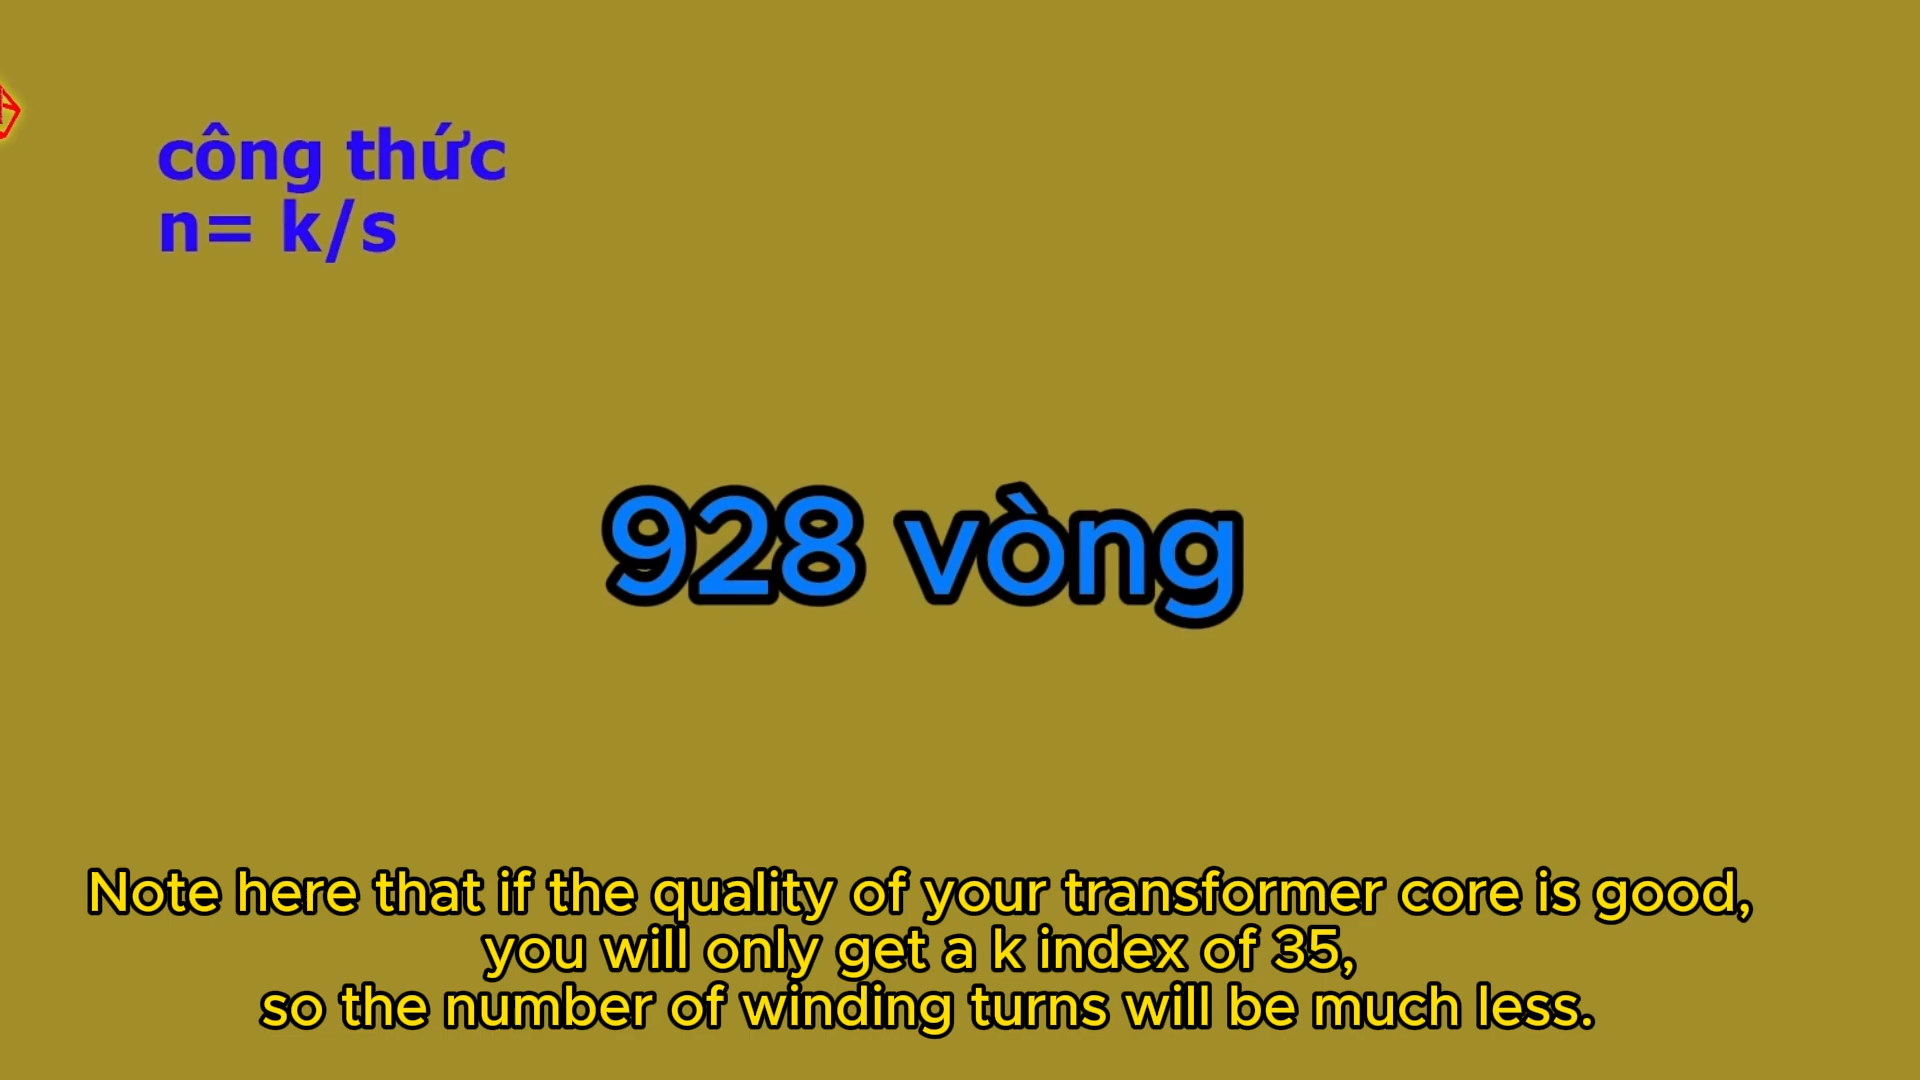 công thức
n= k/s
928 vòng
Note here that if the quality of your transformer core is good,
you will only get a k index of 35,
so the number of winding turns will be much less.